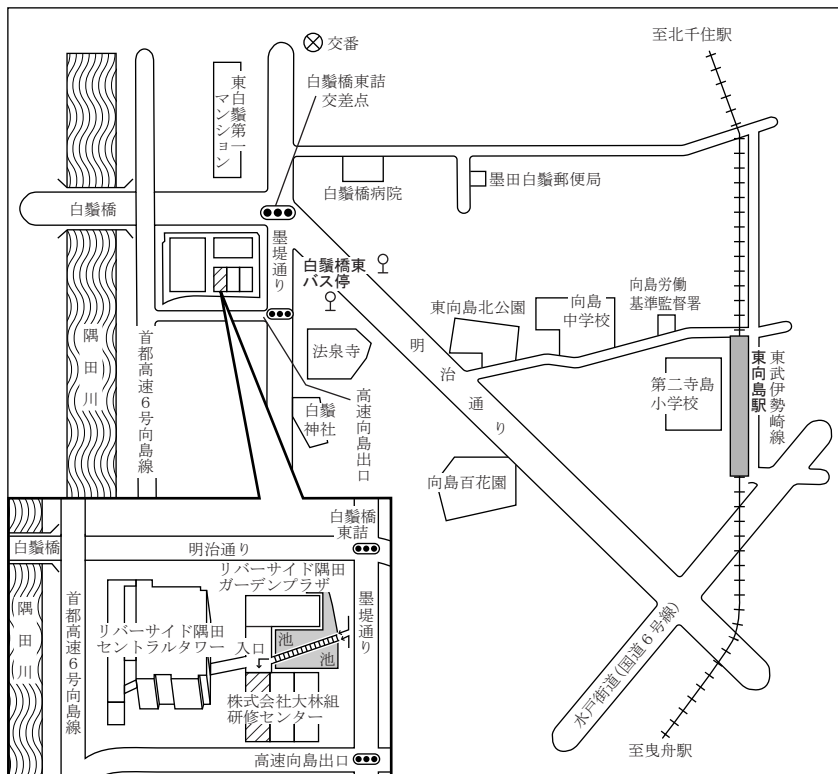 交番
至北千住駅
東白鬚第一
マンション
白鬚橋東詰
交差点
白鬚橋病院
墨田白鬚郵便局
白鬚橋
墨堤通り
白鬚橋東
バス停
向島労働
基準監督署
東向島北公園
向島
中学校
隅田川
首都高速6号向島線
法泉寺
明治通り
第二寺島
小学校
東向島駅
東武伊勢崎線
高速向島出口
白鬚
神社
向島百花園
水戸街道(国道6号線)
至曳舟駅
白鬚橋
東詰
白鬚橋
明治通り
リバーサイド隅田
ガーデンプラザ
墨堤通り
隅田川
首都高速6号向島線
リバーサイド隅田
セントラルタワー
入口
池
池
株式会社大林組
研修センター
高速向島出口